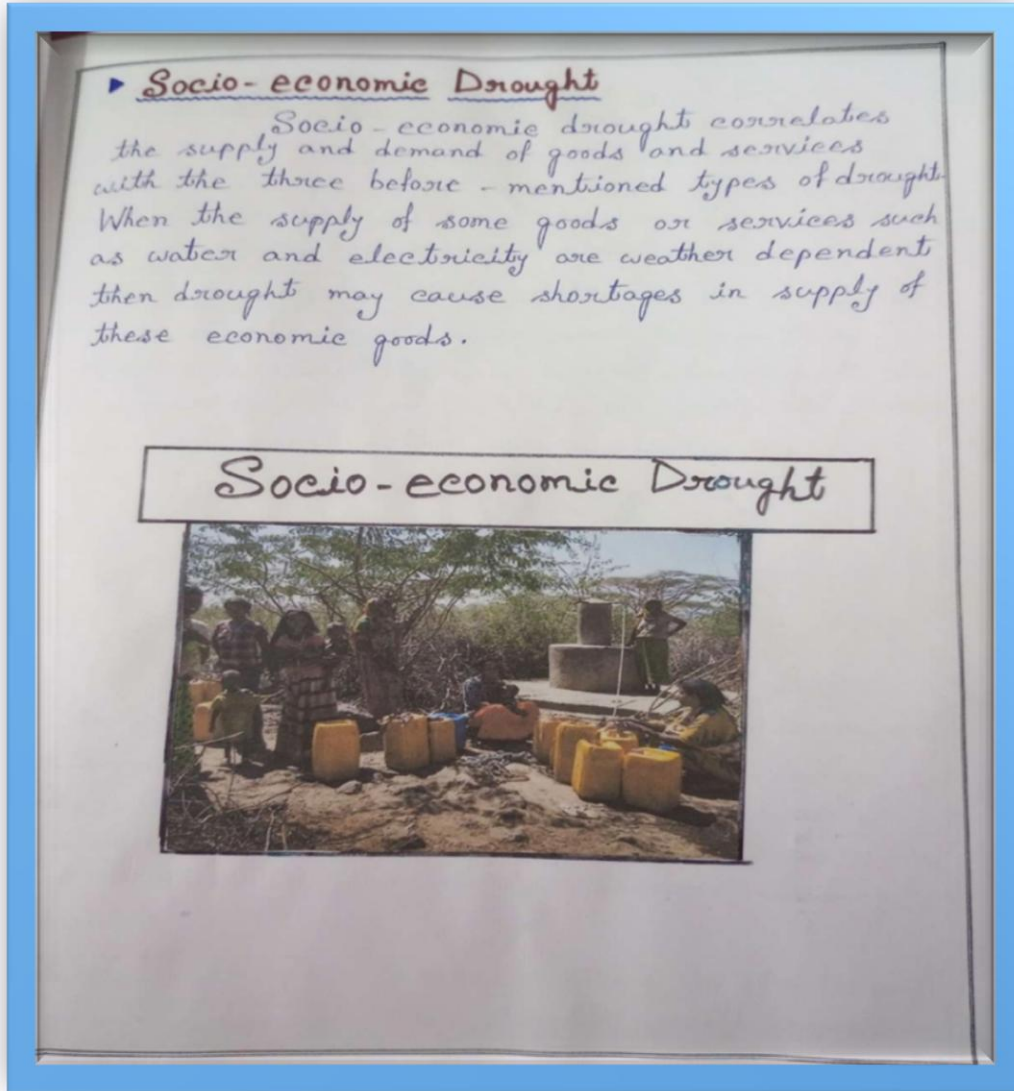 Socio-economic Drought
Socio-economic drought correlates
the supply and demand of goods and services
with the three before-mentioned types of drought.
When the supply of some goods or services such
as water and electricity are weather dependent
then drought may cause shortages in supply of
these economic goods.
Socio-economic Drought